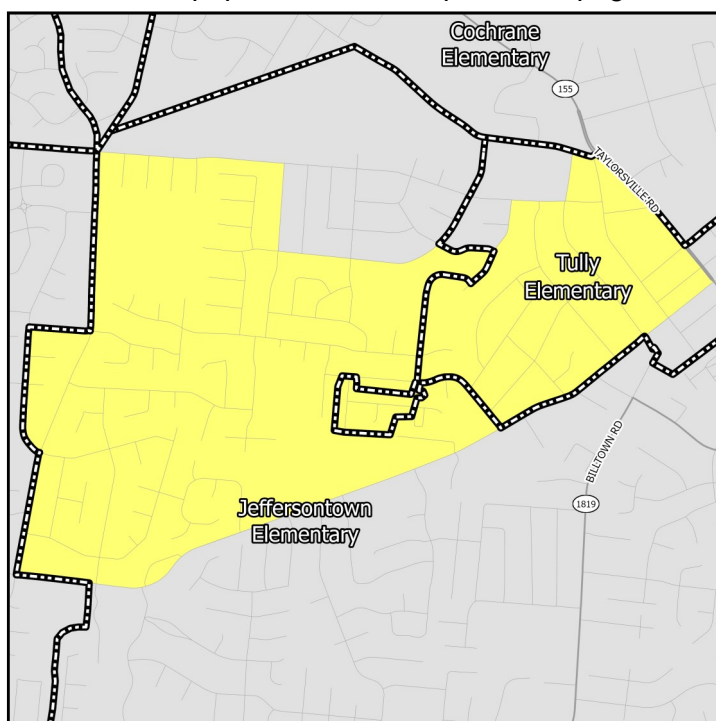 Cochrane
Elementary
155
TAYLORSVILLE RD
Tully
Elementary
BILLTOWN RD
1819
Jeffersontown
Elementary